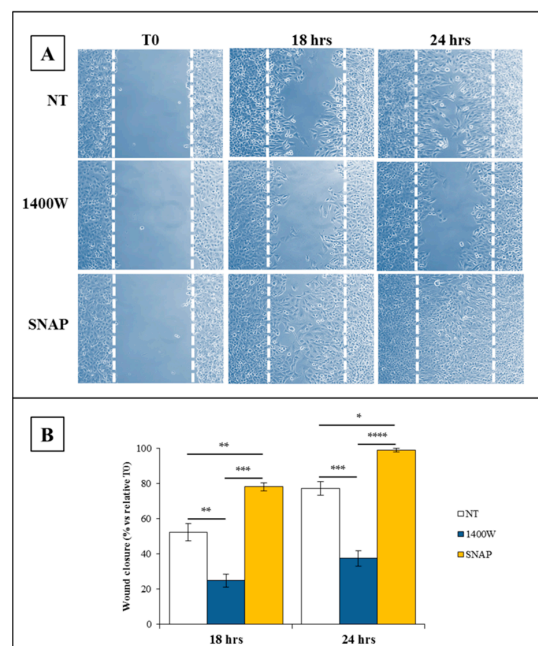 A
T0 18 hrs 24 hrs
NT
1400W
SNAP
B
*
** ****
*** ***
**
100
80
60
40
20
0
Wound closure (% vs relative T0)
NT
1400W
SNAP
18 hrs 24 hrs